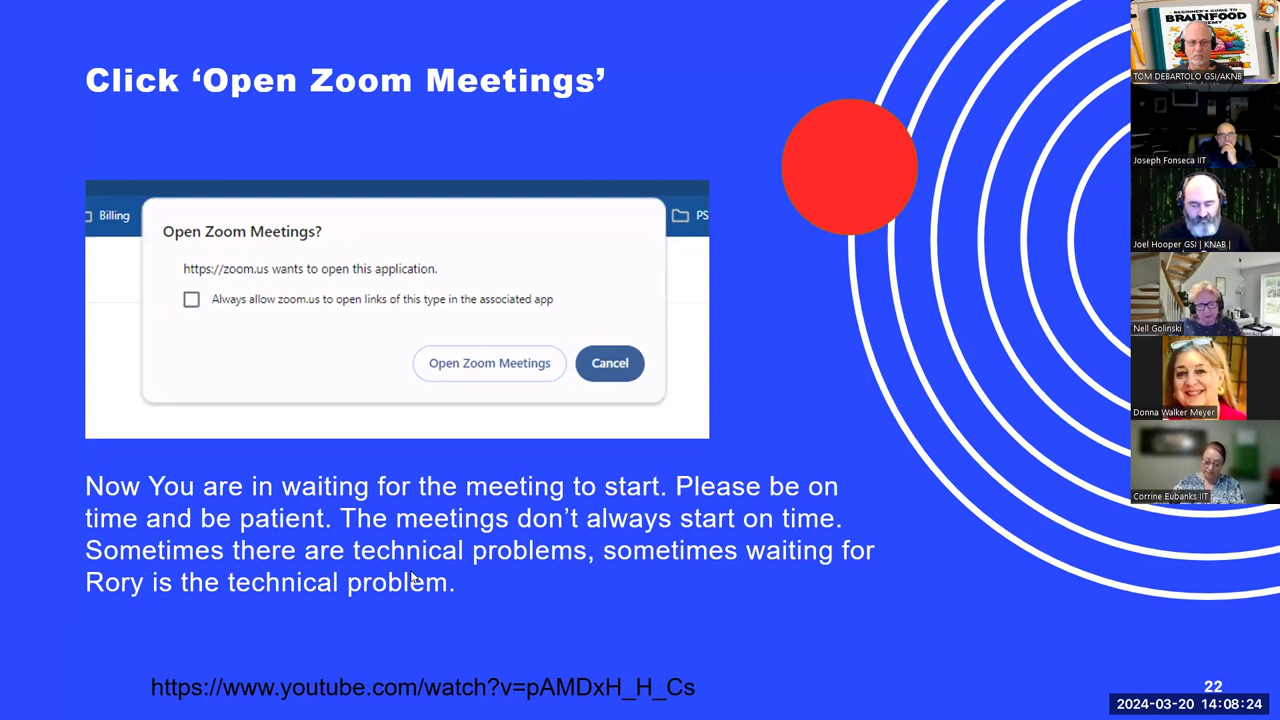 Click ‘Open Zoom Meetings’
Billing
PS
Open Zoom Meetings?
https://zoom.us wants to open this application.
Always allow zoom.us to open links of this type in the associated app
Open Zoom Meetings
Cancel
Now You are in waiting for the meeting to start. Please be on
time and be patient. The meetings don’t always start on time.
Sometimes there are technical problems, sometimes waiting for
Rory is the technical problem.
https://www.youtube.com/watch?v=pAMDxH_H_Cs
22
2024-03-20 14:08:24
BEGINNER'S GUIDE TO
BRAINFOOD
TOM DEBARTOLO GSI/AKNB
Joseph Fonseca IIT
Joel Hooper GSI | KNAB |
Nell Golinski
Donna Walker Meyer
Corrine Eubanks IIT